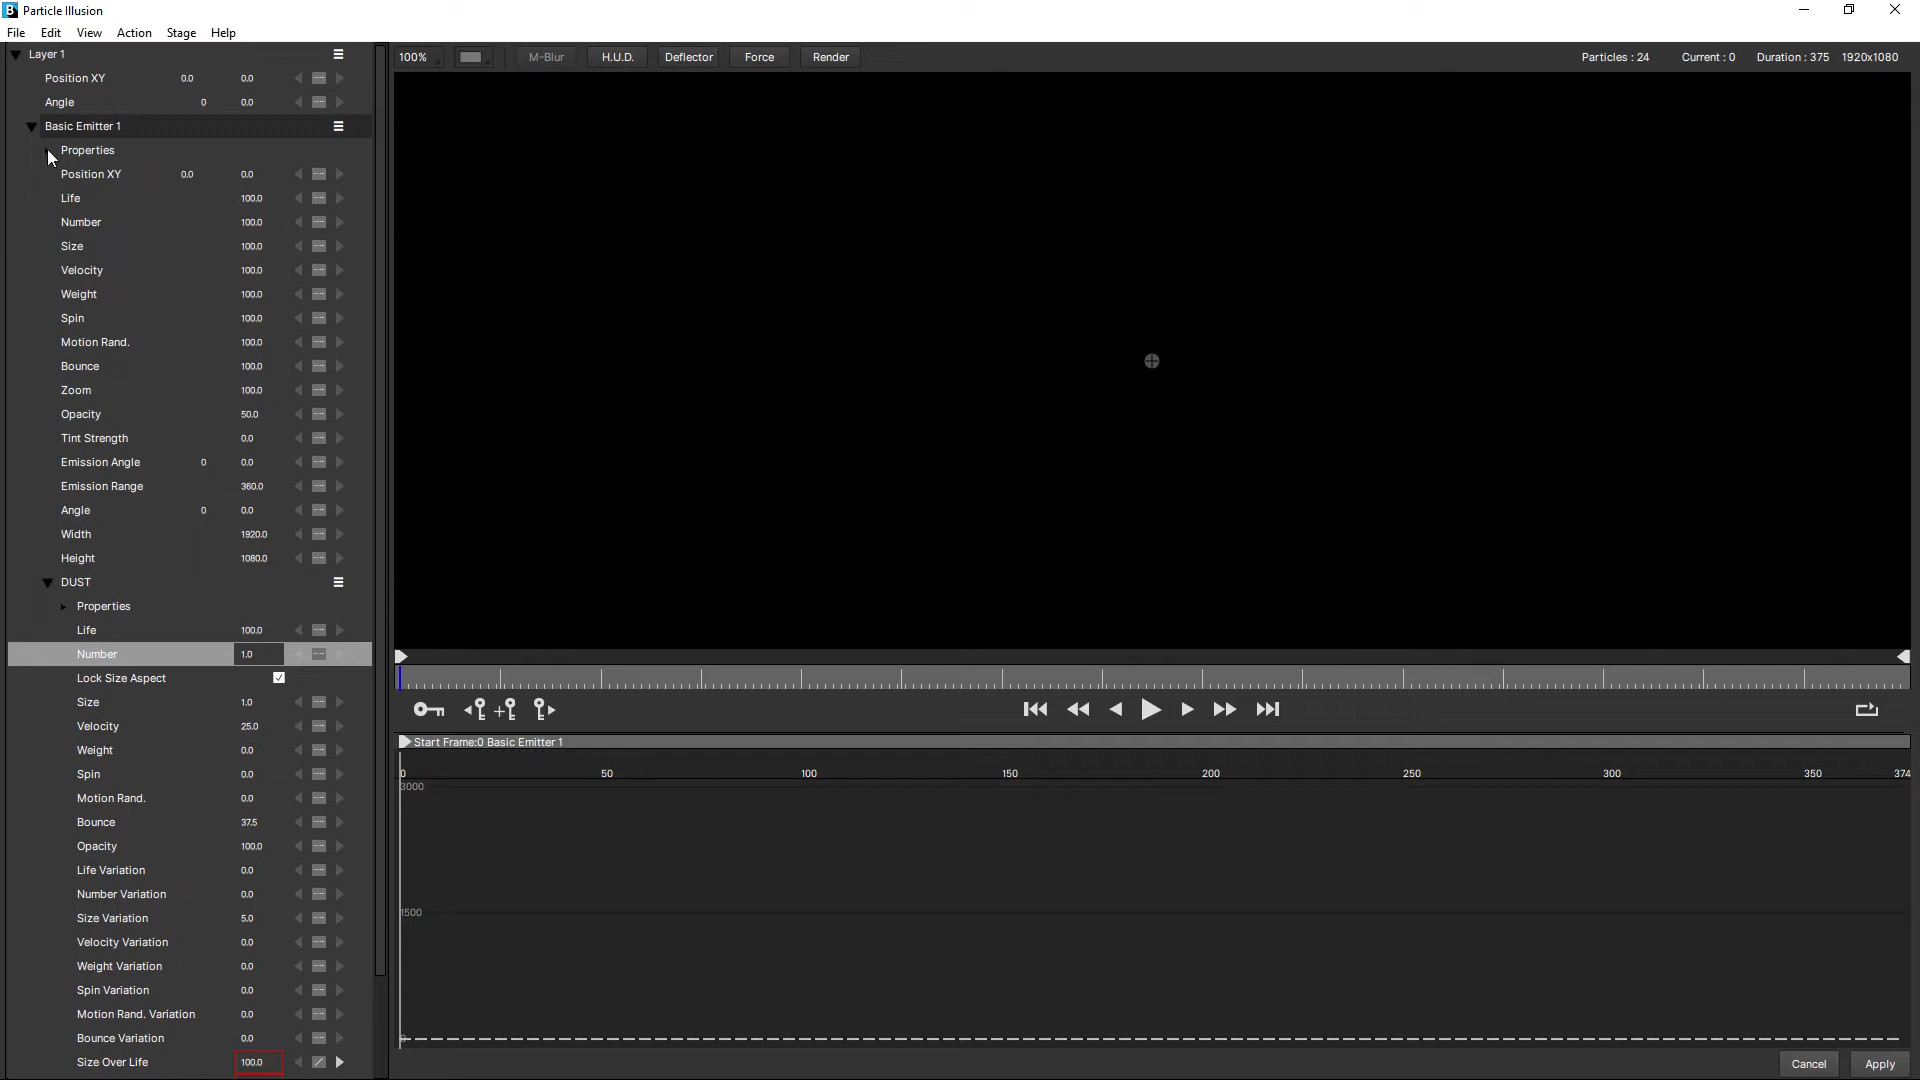 Particle Illusion
File Edit View Action Stage Help
Layer 1
Position XY 0.0 0.0
Angle 0 0.0
Basic Emitter 1
Properties
Position XY 0.0 0.0
Life 100.0
Number 100.0
Size 100.0
Velocity 100.0
Weight 100.0
Spin 100.0
Motion Rand. 100.0
Bounce 100.0
Zoom 100.0
Opacity 50.0
Tint Strength 0.0
Emission Angle 0 0.0
Emission Range 360.0
Angle 0 0.0
Width 1920.0
Height 1080.0
DUST
Properties
Life 100.0
Number 1.0
Lock Size Aspect
Size 1.0
Velocity 25.0
Weight 0.0
Spin 0.0
Motion Rand. 0.0
Bounce 37.5
Opacity 100.0
Life Variation 0.0
Number Variation 0.0
Size Variation 5.0
Velocity Variation 0.0
Weight Variation 0.0
Spin Variation 0.0
Motion Rand. Variation 0.0
Bounce Variation 0.0
Size Over Life 100.0
100% M-Blur H.U.D. Deflector Force Render Particles : 24 Current : 0 Duration : 375 1920x1080
Start Frame:0 Basic Emitter 1
0 50 100 150 200 250 300 350 374
3000
1500
0
Cancel Apply